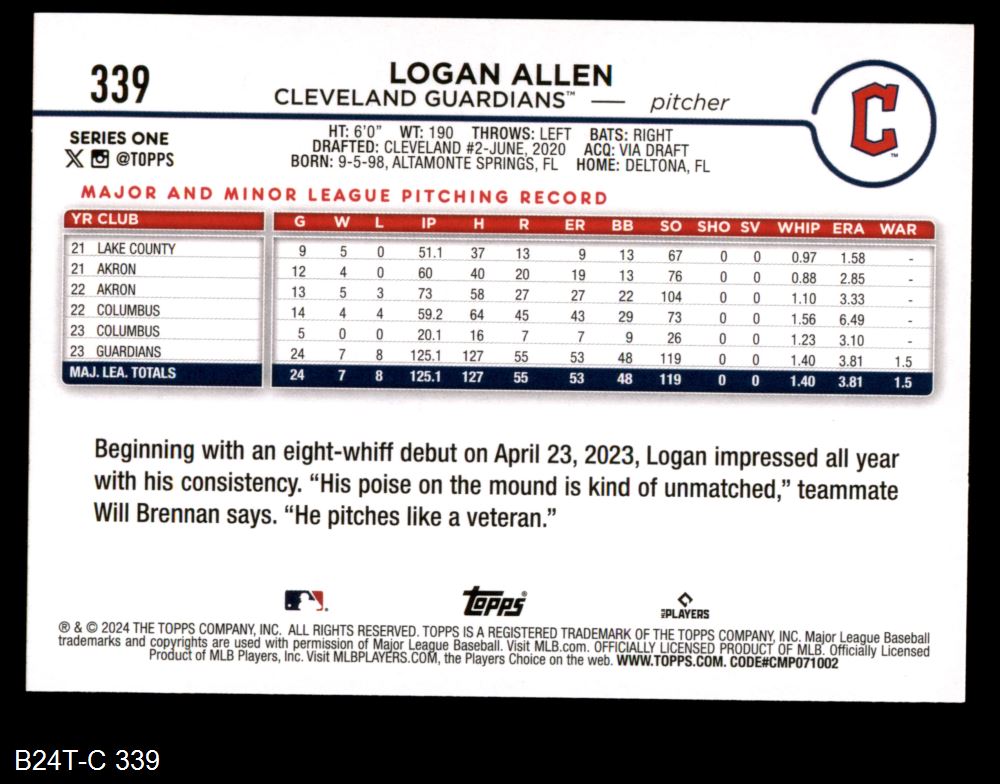 339
LOGAN ALLEN
CLEVELAND GUARDIANS™ — pitcher
C™
SERIES ONE
@TOPPS
HT: 6'0" WT: 190 THROWS: LEFT BATS: RIGHT
DRAFTED: CLEVELAND #2-JUNE, 2020 ACQ: VIA DRAFT
BORN: 9-5-98, ALTAMONTE SPRINGS, FL HOME: DELTONA, FL
MAJOR AND MINOR LEAGUE PITCHING RECORD
YR CLUB G W L IP H R ER BB SO SHO SV WHIP ERA WAR
21 LAKE COUNTY 9 5 0 51.1 37 13 9 13 67 0 0 0.97 1.58 -
21 AKRON 12 4 0 60 40 20 19 13 76 0 0 0.88 2.85 -
22 AKRON 13 5 3 73 58 27 27 22 104 0 0 1.10 3.33 -
22 COLUMBUS 14 4 4 59.2 64 45 43 29 73 0 0 1.56 6.49 -
23 COLUMBUS 5 0 0 20.1 16 7 7 9 26 0 0 1.23 3.10 -
23 GUARDIANS 24 7 8 125.1 127 55 53 48 119 0 0 1.40 3.81 1.5
MAJ. LEA. TOTALS 24 7 8 125.1 127 55 53 48 119 0 0 1.40 3.81 1.5
Beginning with an eight-whiff debut on April 23, 2023, Logan impressed all year
with his consistency. “His poise on the mound is kind of unmatched,” teammate
Will Brennan says. “He pitches like a veteran.”
Topps® PLAYERS
® & © 2024 THE TOPPS COMPANY, INC. ALL RIGHTS RESERVED. TOPPS IS A REGISTERED TRADEMARK OF THE TOPPS COMPANY, INC. Major League Baseball
trademarks and copyrights are used with permission of Major League Baseball. Visit MLB.com. OFFICIALLY LICENSED PRODUCT OF MLB. Officially Licensed
Product of MLB Players, Inc. Visit MLBPLAYERS.COM, the Players Choice on the web. WWW.TOPPS.COM. CODE#CMP071002
B24T-C 339